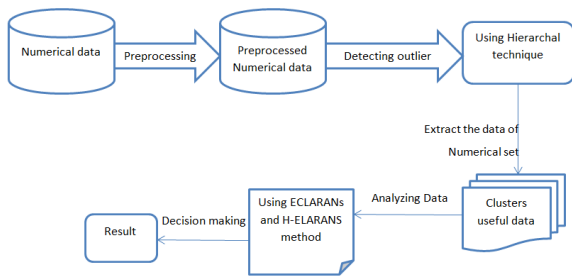 Numerical data
Preprocessing
Preprocessed
Numerical data
Detecting outlier
Using Hierarchal
technique
Extract the data of
Numerical set
Clusters
useful data
Analyzing Data
Using ECLARANs
and H-ELARANS
method
Decision making
Result